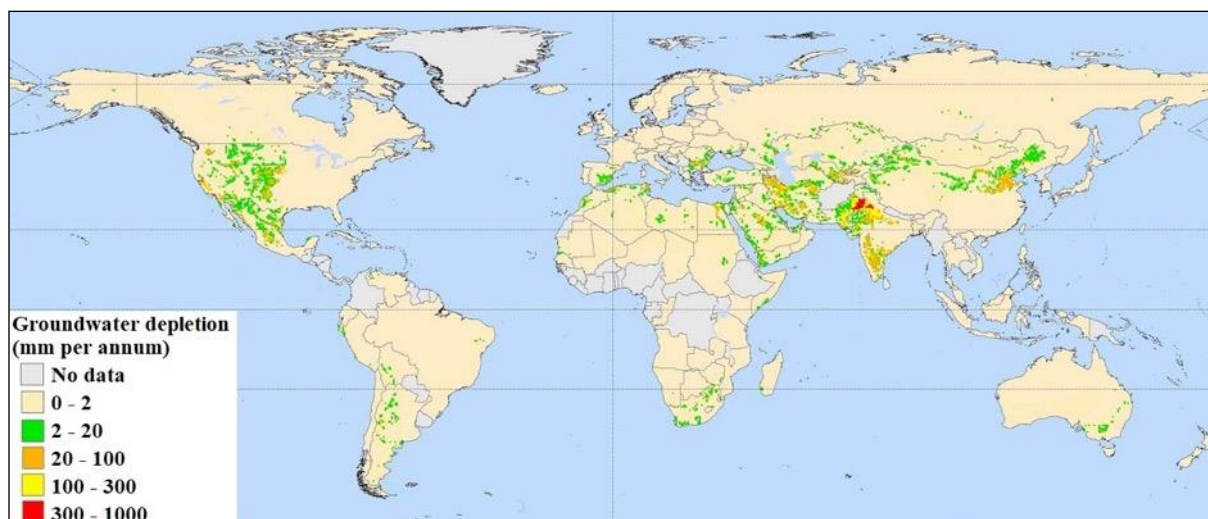 Groundwater depletion
(mm per annum)
No data
0 - 2
2 - 20
20 - 100
100 - 300
300 - 1000